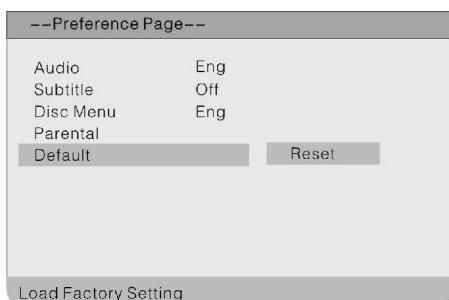 --Preference Page--
Audio Eng
Subtitle Off
Disc Menu Eng
Parental
Default Reset
Load Factory Setting